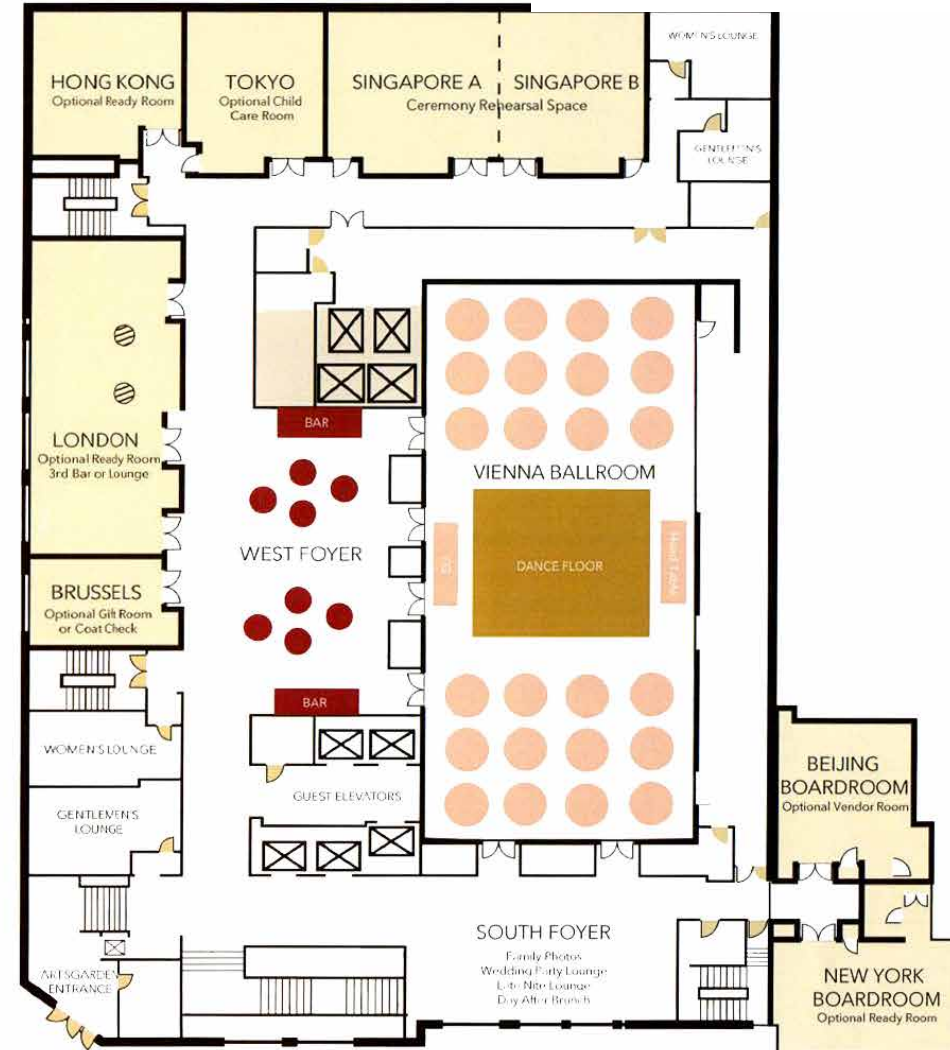 WOMEN'S LOUNGE
HONG KONG
Optional Ready Room
TOKYO
Optional Child
Care Room
SINGAPORE A
SINGAPORE B
Ceremony Rehearsal Space
GENTLEMEN'S
LOUNGE
LONDON
Optional Ready Room
3rd Bar or Lounge
BAR
VIENNA BALLROOM
WEST FOYER
DANCE FLOOR
Head Table
BRUSSELS
Optional Gift Room
or Coat Check
BAR
WOMEN'S LOUNGE
GUEST ELEVATORS
GENTLEMEN'S
LOUNGE
BEIJING
BOARDROOM
Optional Vendor Room
SOUTH FOYER
Family Photos
Wedding Party Lounge
Late Nite Lounge
Day After Brunch
ARTSGARDEN
ENTRANCE
NEW YORK
BOARDROOM
Optional Ready Room